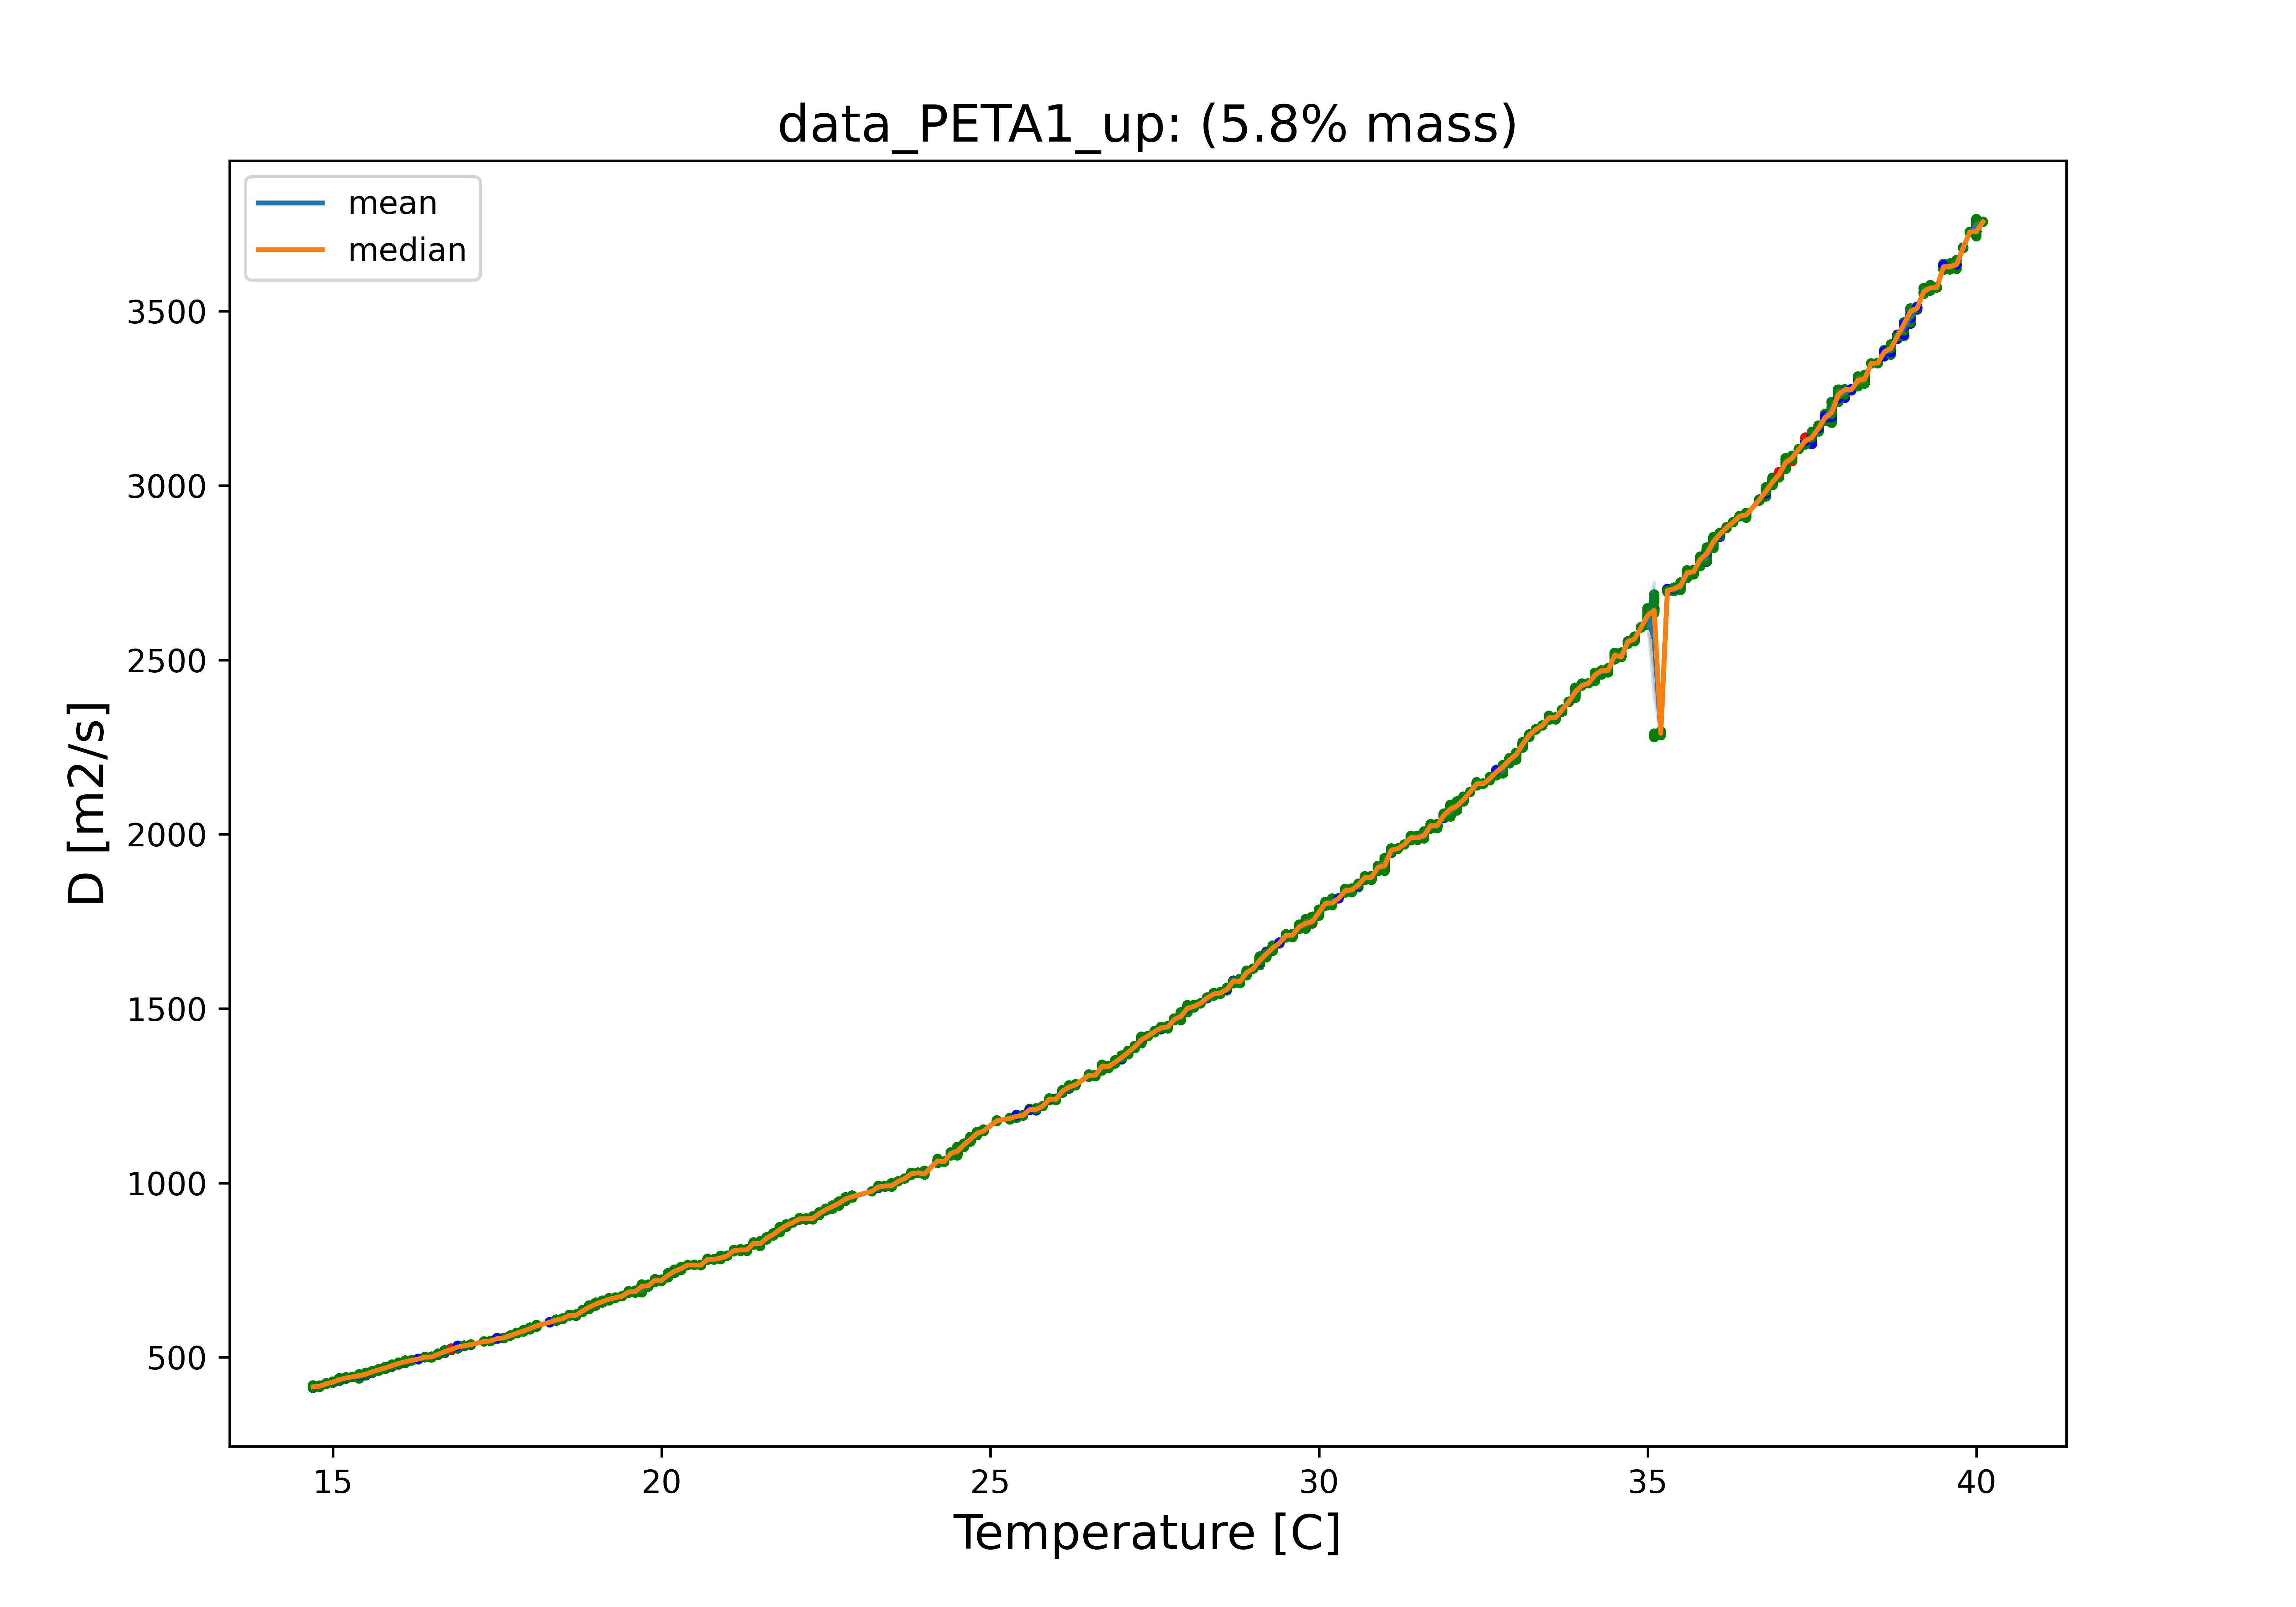 data_PETA1_up: (5.8% mass)
mean
median
3500
3000
2500
2000
1500
1000
500
D [m2/s]
15 20 25 30 35 40
Temperature [C]